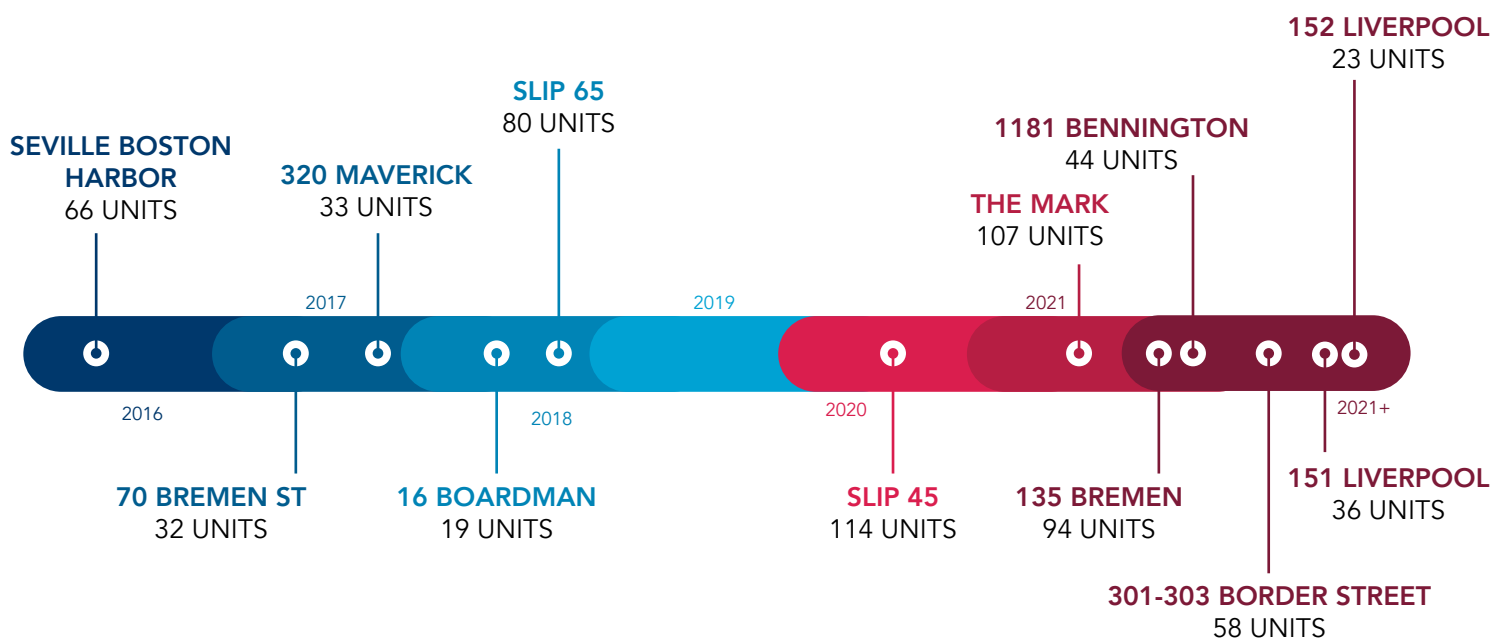 152 LIVERPOOL
23 UNITS
SLIP 65
80 UNITS
1181 BENNINGTON
44 UNITS
SEVILLE BOSTON
HARBOR
66 UNITS
320 MAVERICK
33 UNITS
THE MARK
107 UNITS
2017
2019
2021
2016
2018
2020
2021+
70 BREMEN ST
32 UNITS
16 BOARDMAN
19 UNITS
SLIP 45
114 UNITS
135 BREMEN
94 UNITS
151 LIVERPOOL
36 UNITS
301-303 BORDER STREET
58 UNITS